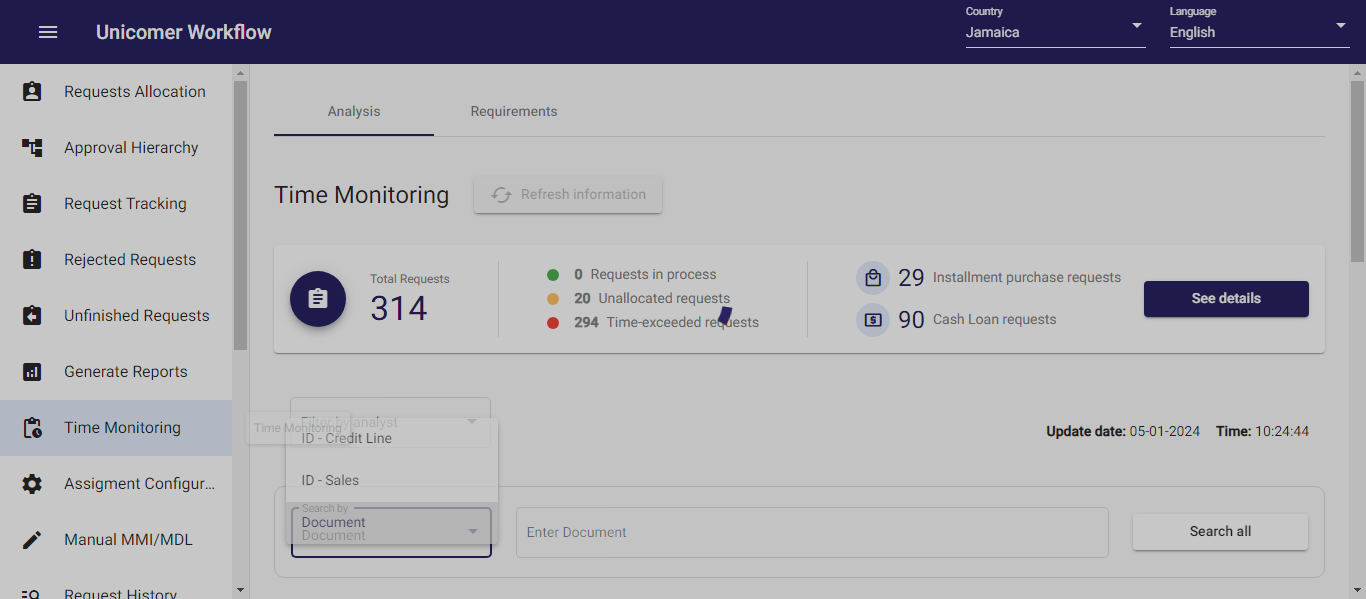 Unicomer Workflow
Country
Jamaica
Language
English
Requests Allocation
Approval Hierarchy
Request Tracking
Rejected Requests
Unfinished Requests
Generate Reports
Time Monitoring
Assigment Configur...
Manual MMI/MDL
Request History
Analysis
Requirements
Time Monitoring
Refresh information
Total Requests
314
0 Requests in process
20 Unallocated requests
294 Time-exceeded requests
29 Installment purchase requests
90 Cash Loan requests
See details
Time Monitoring
Filter by analyst
ID - Credit Line
ID - Sales
Update date: 05-01-2024 Time: 10:24:44
Search by
Document
Document
Enter Document
Search all